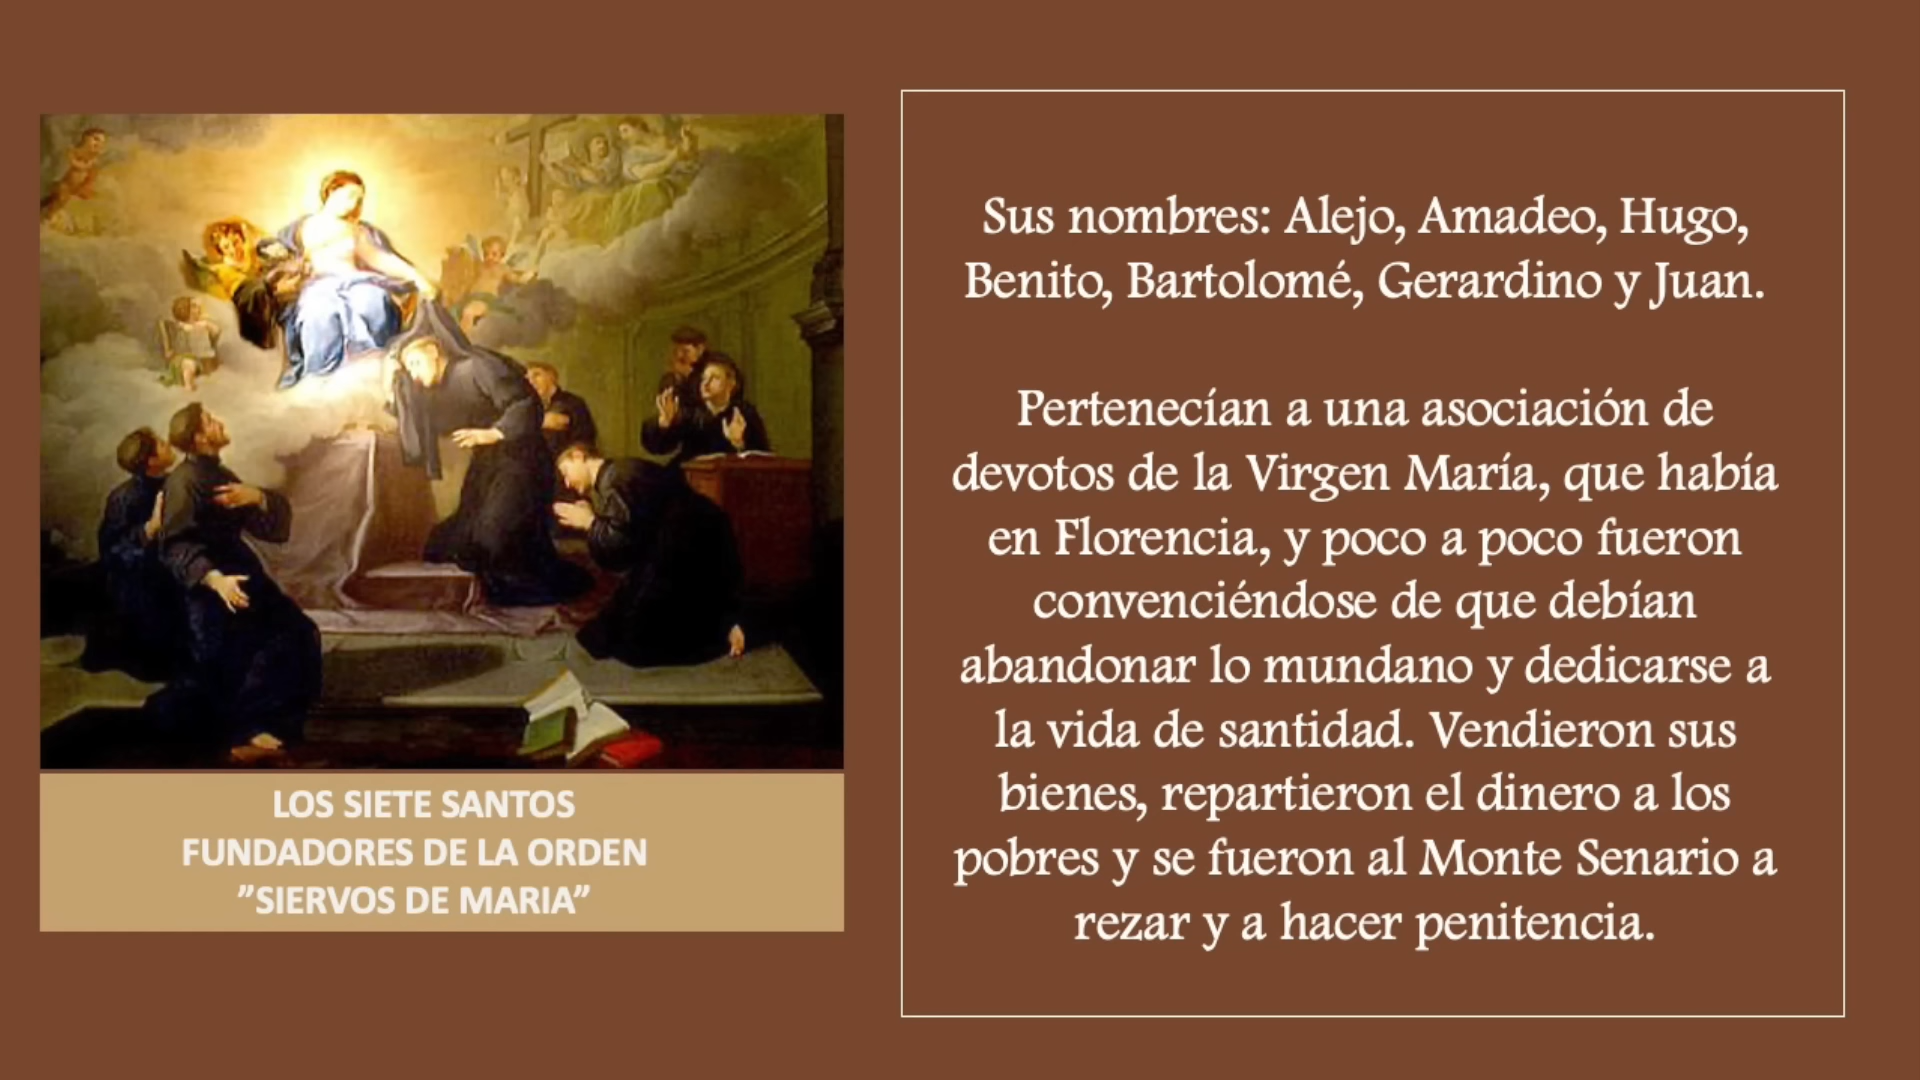 LOS SIETE SANTOS
FUNDADORES DE LA ORDEN
”SIERVOS DE MARIA”
Sus nombres: Alejo, Amadeo, Hugo,
Benito, Bartolomé, Gerardino y Juan.
Pertenecían a una asociación de
devotos de la Virgen María, que había
en Florencia, y poco a poco fueron
convenciéndose de que debían
abandonar lo mundano y dedicarse a
la vida de santidad. Vendieron sus
bienes, repartieron el dinero a los
pobres y se fueron al Monte Senario a
rezar y a hacer penitencia.